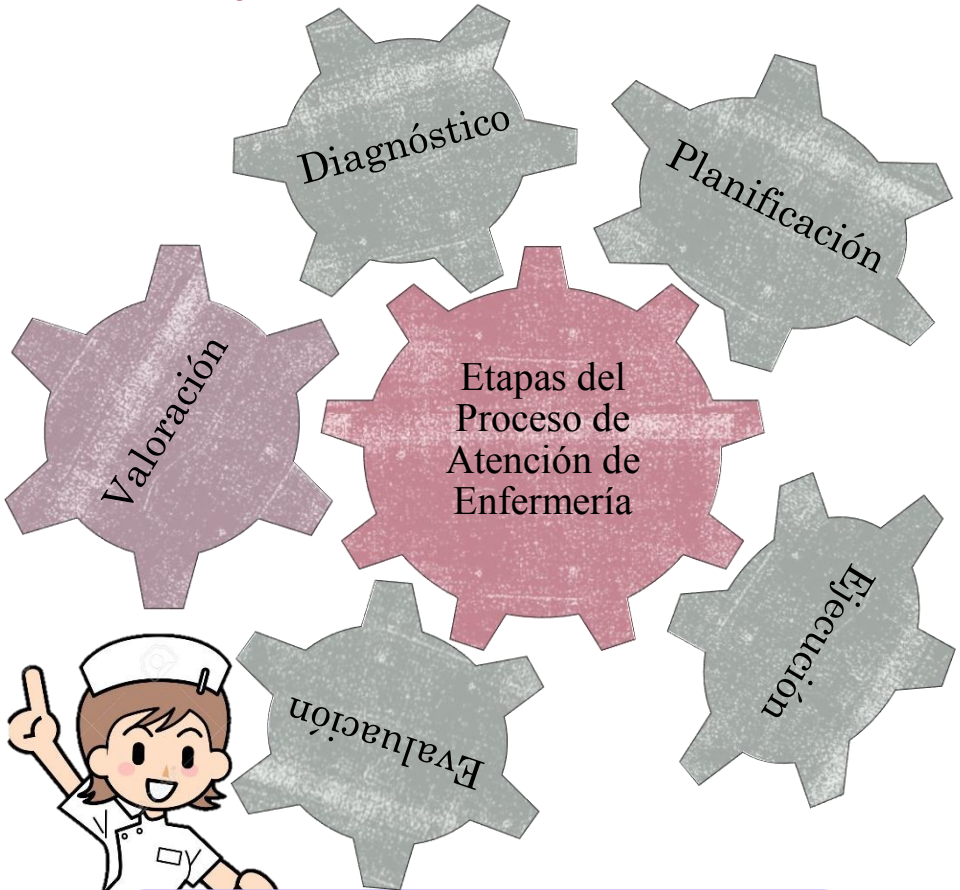 Diagnóstico
Planificación
Valoración
Etapas del
Proceso de
Atención de
Enfermería
Ejecución
Evaluación